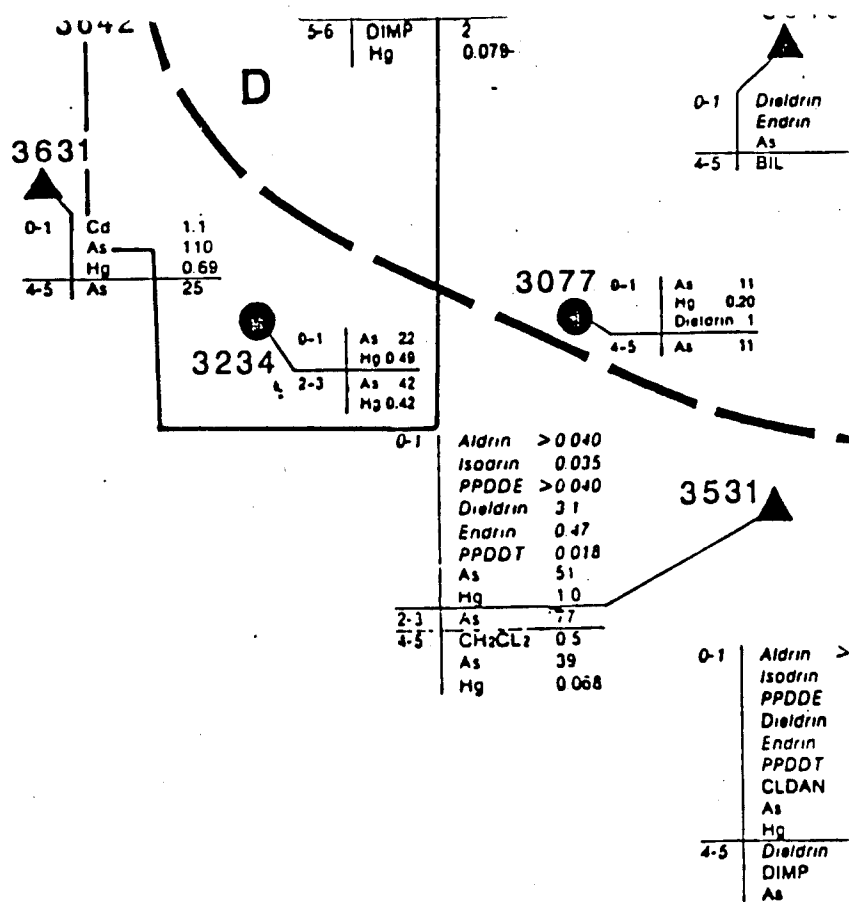 3642
5-6 DIMP 2
Hg 0.079
D
0-1 Dieldrin
Endrin
As
4-5 BIL
3631
0-1 Cd 1.1
As 110
Hg 0.69
4-5 As 25
3077
0-1 As 11
Hg 0.20
Dieldrin 1
4-5 As 11
3234
0-1 As 22
Hg 0.49
2-3 As 42
Hg 0.42
0-1 Aldrin >0.040
Isodrin 0.035
PPDDE >0.040
Dieldrin 3.1
Endrin 0.47
PPDDT 0.018
As 51
Hg 1.0
2-3 As 77
4-5 CH2CL2 0.5
As 39
Hg 0.068
3531
0-1 Aldrin >
Isodrin
PPDDE
Dieldrin
Endrin
PPDDT
CLDAN
As
Hg
4-5 Dieldrin
DIMP
As